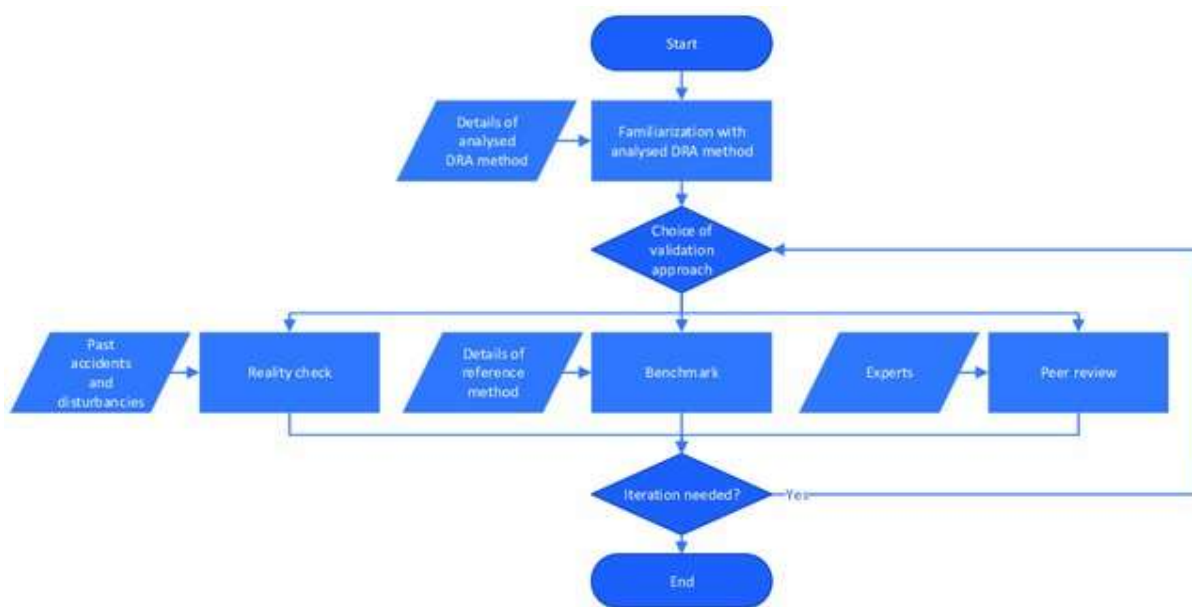 Start
Details of
analysed
DRA method
Familiarization with
analysed DRA method
Choice of
validation
approach
Past
accidents
and
disturbancies
Reality check
Details of
reference
method
Benchmark
Experts
Peer review
Iteration needed?
Yes
End